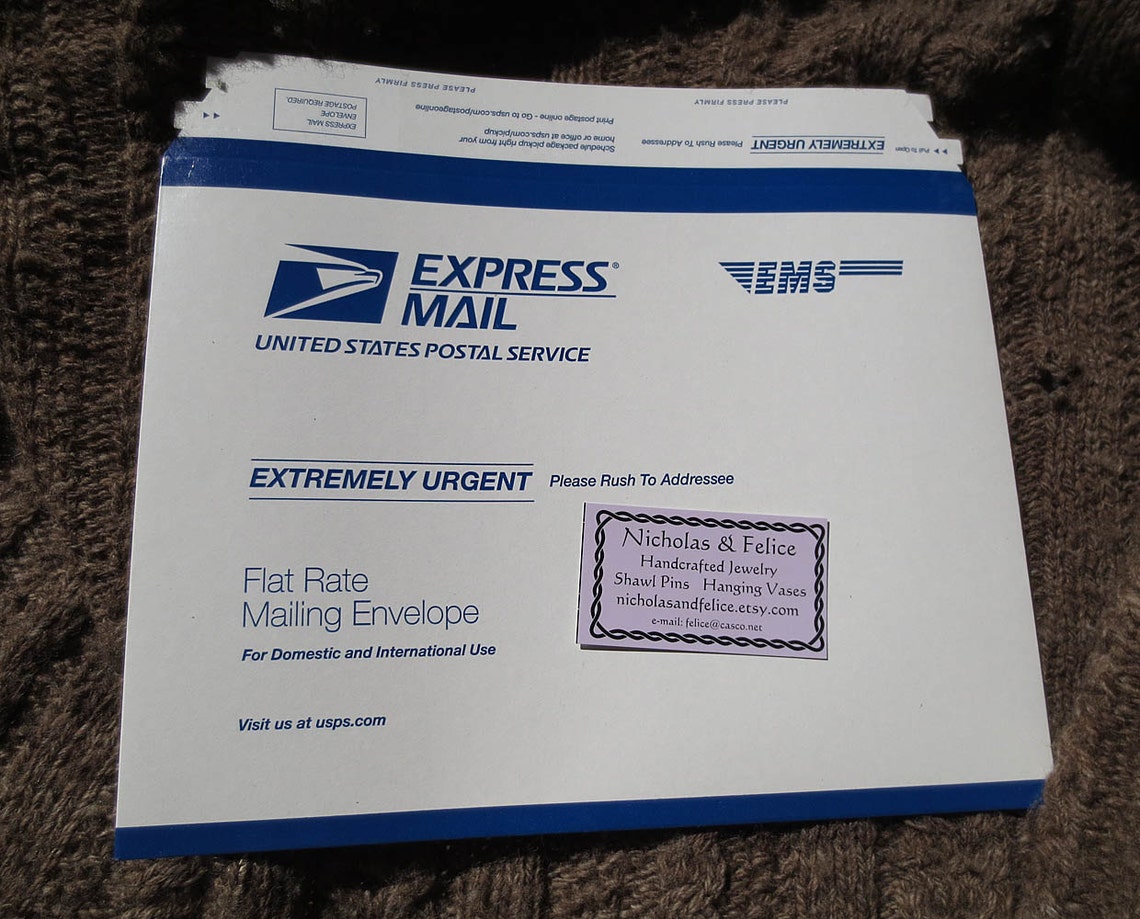 PLEASE PRESS FIRMLY
PLEASE PRESS FIRMLY
EXPRESS MAIL
ENVELOPE
POSTAGE REQUIRED.
Print postage online - Go to usps.com/postageonline
Schedule package pickup right from your
home or office at usps.com/pickup
EXTREMELY URGENT Please Rush To Addressee
Pull To Open
EXPRESS®
MAIL
UNITED STATES POSTAL SERVICE
EMS
EXTREMELY URGENT Please Rush To Addressee
Flat Rate
Mailing Envelope
For Domestic and International Use
Visit us at usps.com
Nicholas & Felice
Handcrafted Jewelry
Shawl Pins Hanging Vases
nicholasandfelice.etsy.com
e-mail: felice@casco.net